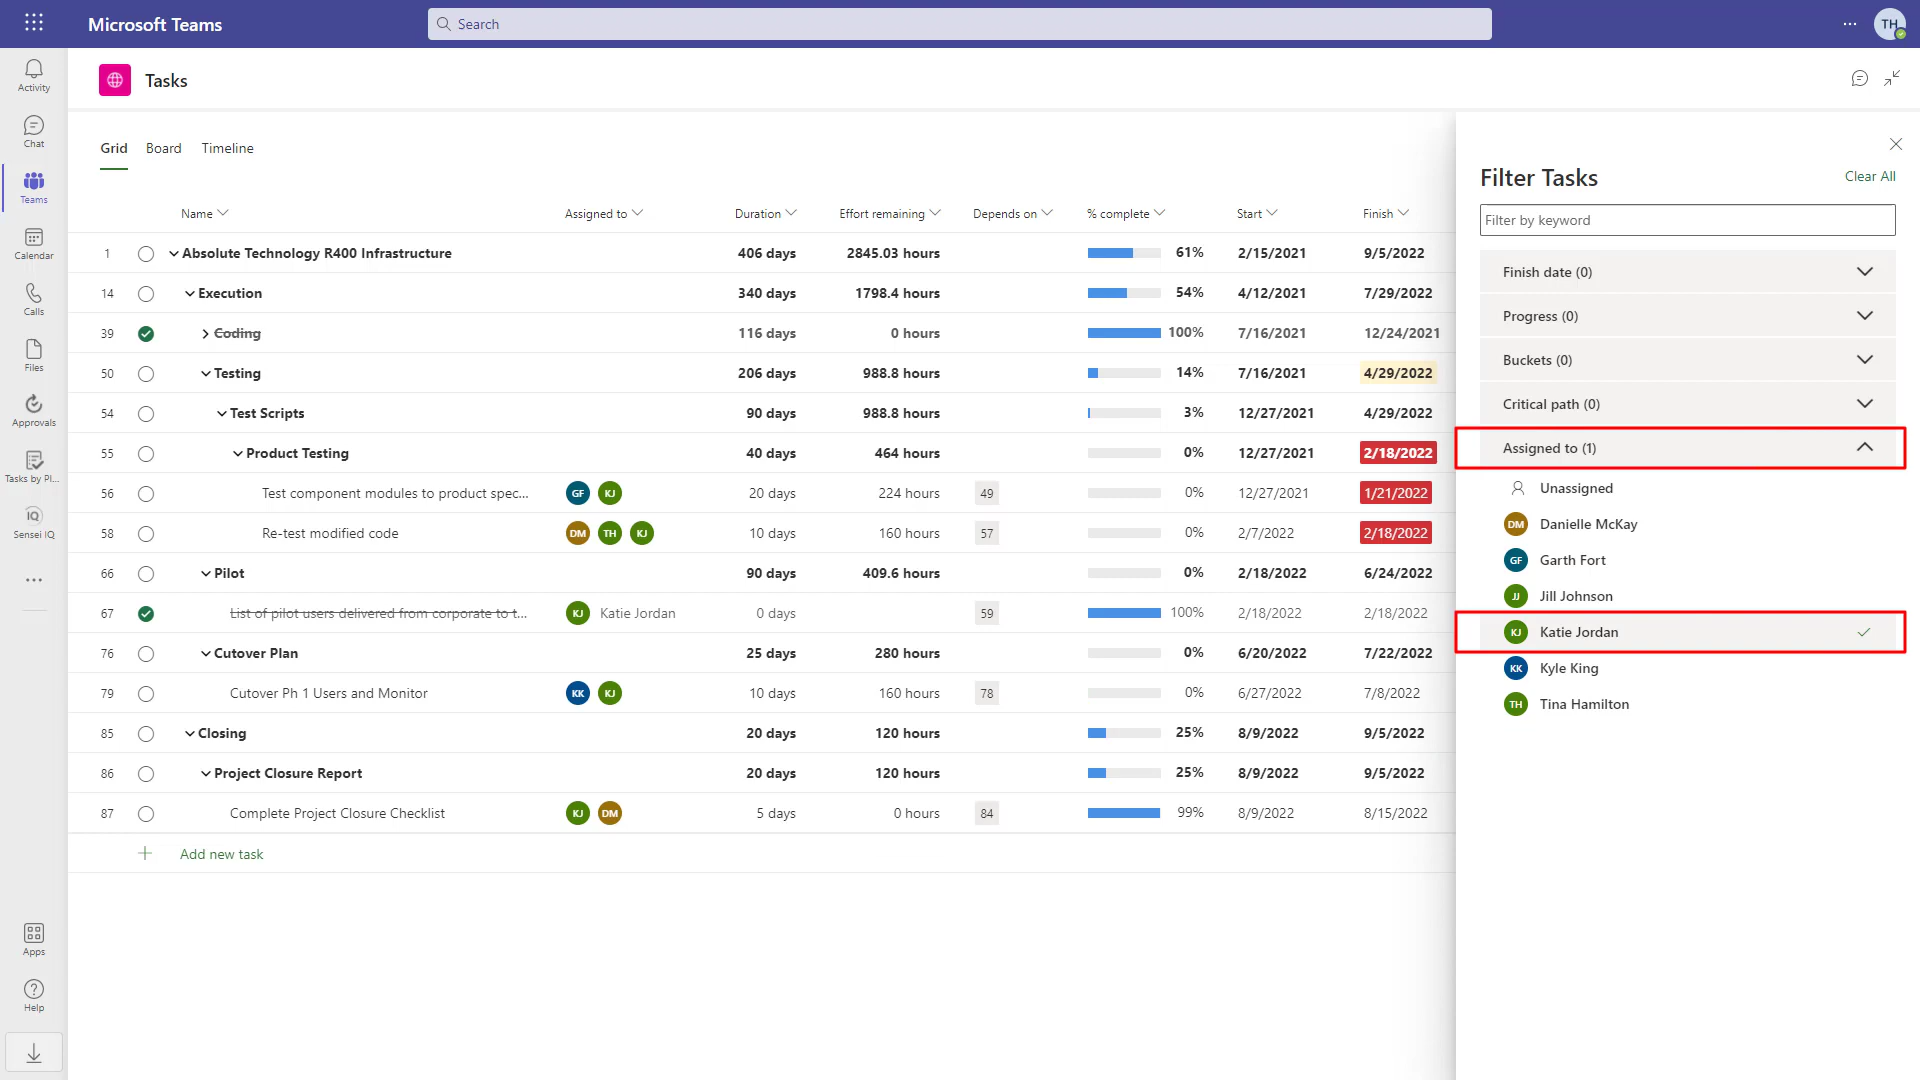 Microsoft Teams
Search
TH
Activity
Chat
Teams
Calendar
Calls
Files
Approvals
Tasks by Pl...
IQ
Sensei IQ
Apps
Help
Tasks
Grid Board Timeline
Name Assigned to Duration Effort remaining Depends on % complete Start Finish
1 Absolute Technology R400 Infrastructure 406 days 2845.03 hours 61% 2/15/2021 9/5/2022
14 Execution 340 days 1798.4 hours 54% 4/12/2021 7/29/2022
39 Coding 116 days 0 hours 100% 7/16/2021 12/24/2021
50 Testing 206 days 988.8 hours 14% 7/16/2021 4/29/2022
54 Test Scripts 90 days 988.8 hours 3% 12/27/2021 4/29/2022
55 Product Testing 40 days 464 hours 0% 12/27/2021 2/18/2022
56 Test component modules to product spec... GF KJ 20 days 224 hours 49 0% 12/27/2021 1/21/2022
58 Re-test modified code DM TH KJ 10 days 160 hours 57 0% 2/7/2022 2/18/2022
66 Pilot 90 days 409.6 hours 0% 2/18/2022 6/24/2022
67 List of pilot users delivered from corporate to t... KJ Katie Jordan 0 days 59 100% 2/18/2022 2/18/2022
76 Cutover Plan 25 days 280 hours 0% 6/20/2022 7/22/2022
79 Cutover Ph 1 Users and Monitor KK KJ 10 days 160 hours 78 0% 6/27/2022 7/8/2022
85 Closing 20 days 120 hours 25% 8/9/2022 9/5/2022
86 Project Closure Report 20 days 120 hours 25% 8/9/2022 9/5/2022
87 Complete Project Closure Checklist KJ DM 5 days 0 hours 84 99% 8/9/2022 8/15/2022
Add new task
Filter Tasks Clear All
Filter by keyword
Finish date (0)
Progress (0)
Buckets (0)
Critical path (0)
Assigned to (1)
Unassigned
DM Danielle McKay
GF Garth Fort
JJ Jill Johnson
KJ Katie Jordan
KK Kyle King
TH Tina Hamilton